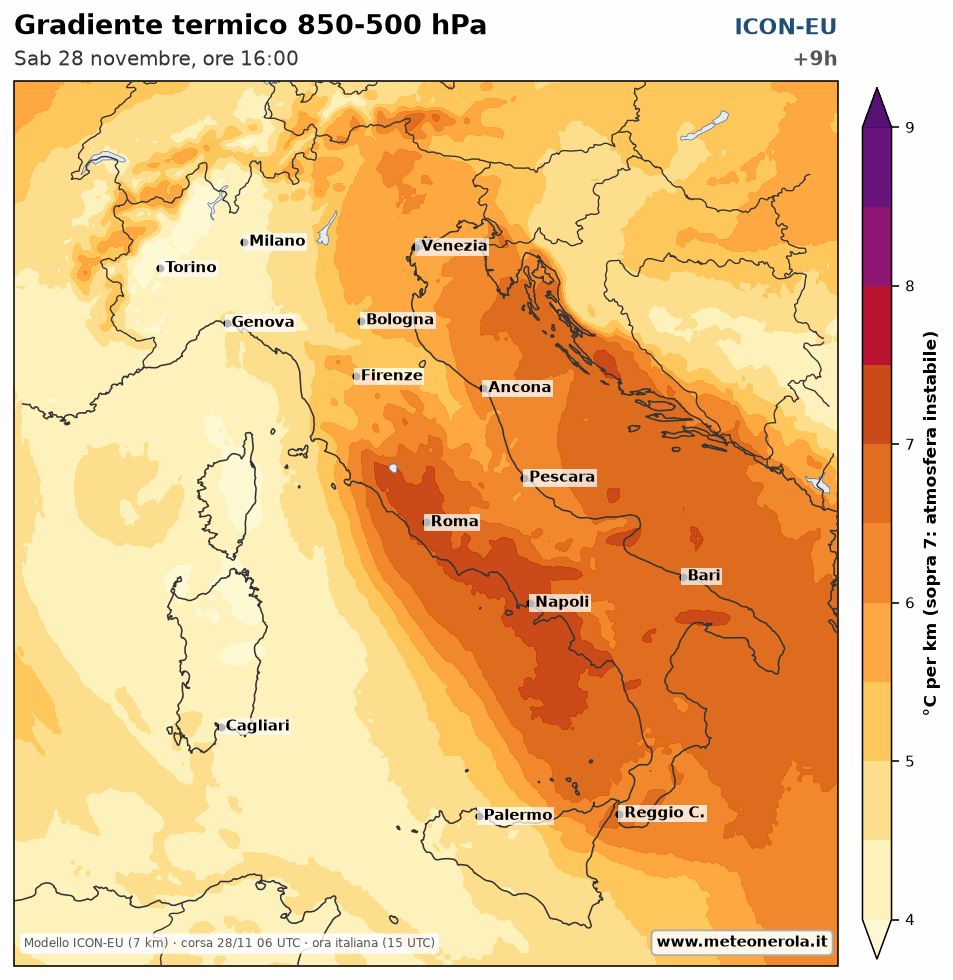 Gradiente termico 850-500 hPa
ICON-EU
Sab 28 novembre, ore 16:00
+9h
Milano
Venezia
Torino
Genova
Bologna
Firenze
Ancona
Pescara
Roma
Bari
Napoli
Cagliari
Palermo
Reggio C.
9
8
7
6
5
4
°C per km (sopra 7: atmosfera instabile)
Modello ICON-EU (7 km) · corsa 28/11 06 UTC · ora italiana (15 UTC)
www.meteonerola.it